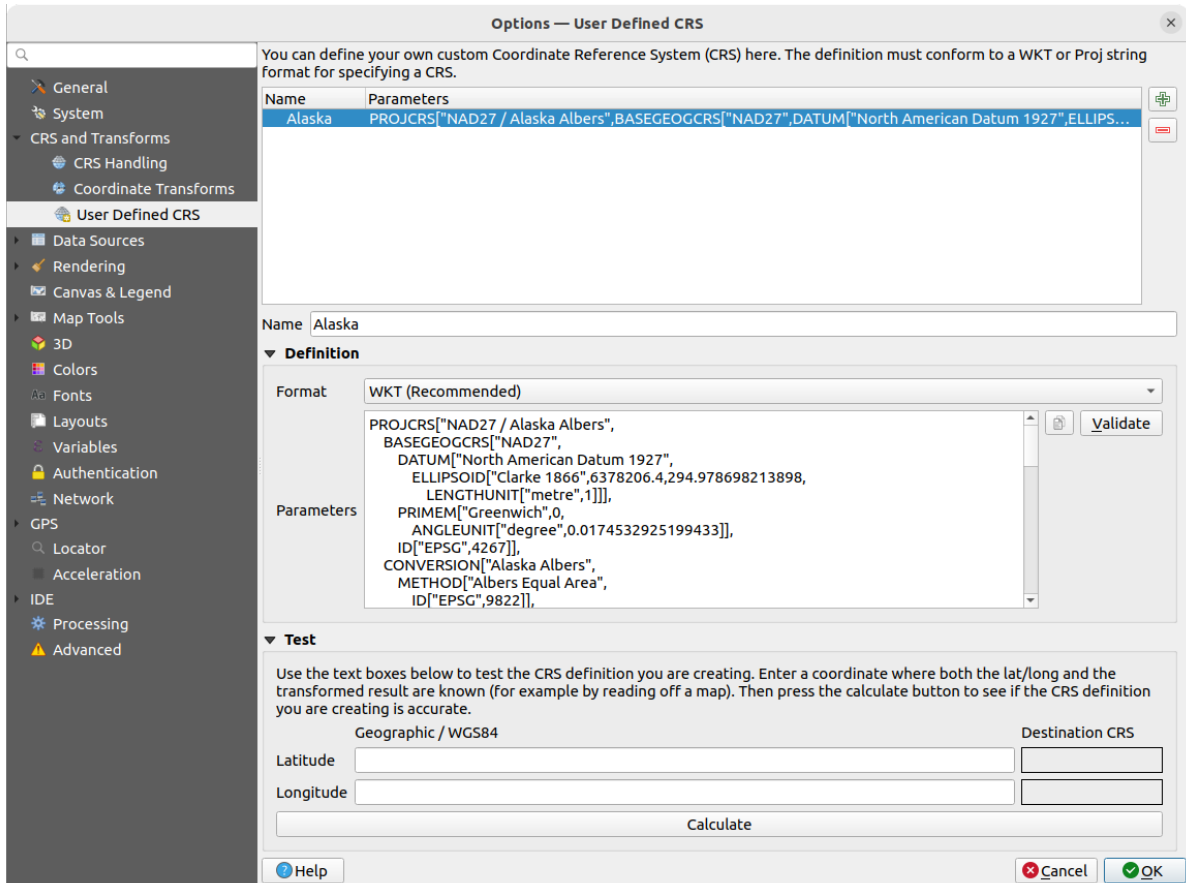 Options — User Defined CRS
General
System
CRS and Transforms
CRS Handling
Coordinate Transforms
User Defined CRS
Data Sources
Rendering
Canvas & Legend
Map Tools
3D
Colors
Aa Fonts
Layouts
Variables
Authentication
Network
GPS
Locator
Acceleration
IDE
Processing
Advanced
You can define your own custom Coordinate Reference System (CRS) here. The definition must conform to a WKT or Proj string
format for specifying a CRS.
Name Parameters
Alaska PROJCRS["NAD27 / Alaska Albers",BASEGEOGCRS["NAD27",DATUM["North American Datum 1927",ELLIPS...
Name Alaska
Definition
Format WKT (Recommended)
Parameters
PROJCRS["NAD27 / Alaska Albers",
BASEGEOGCRS["NAD27",
DATUM["North American Datum 1927",
ELLIPSOID["Clarke 1866",6378206.4,294.978698213898,
LENGTHUNIT["metre",1]]],
PRIMEM["Greenwich",0,
ANGLEUNIT["degree",0.0174532925199433]],
ID["EPSG",4267]],
CONVERSION["Alaska Albers",
METHOD["Albers Equal Area",
ID["EPSG",9822]],
Validate
Test
Use the text boxes below to test the CRS definition you are creating. Enter a coordinate where both the lat/long and the
transformed result are known (for example by reading off a map). Then press the calculate button to see if the CRS definition
you are creating is accurate.
Geographic / WGS84 Destination CRS
Latitude
Longitude
Calculate
Help
Cancel
OK